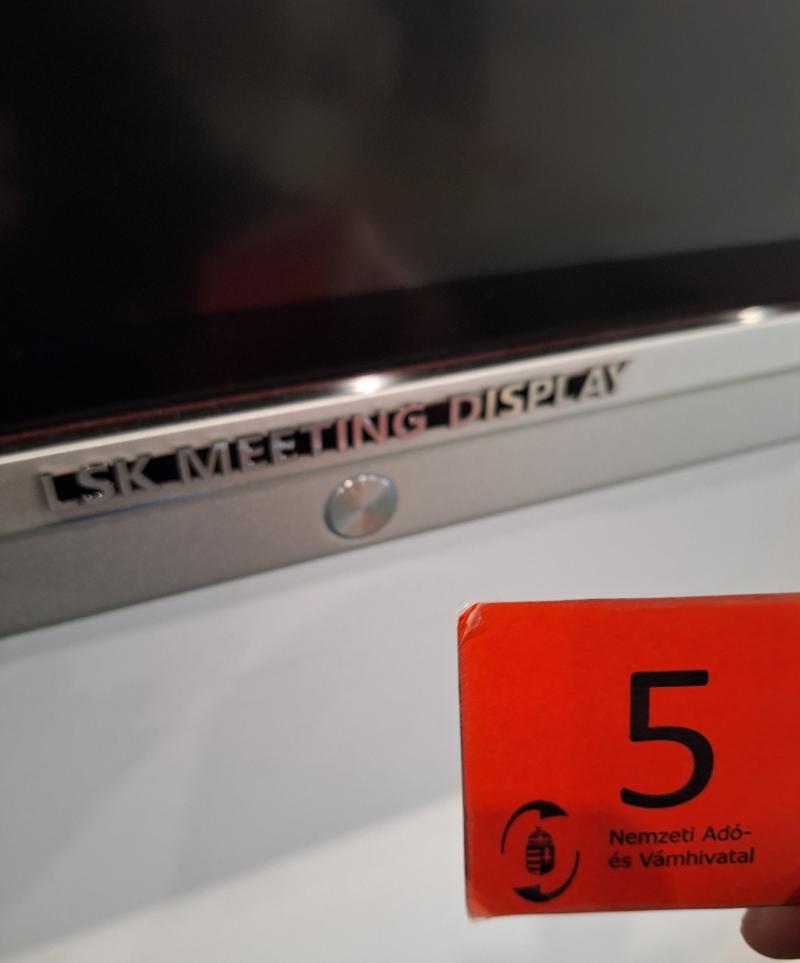 LSK MEETING DISPLAY
5
Nemzeti Adó-
és Vámhivatal